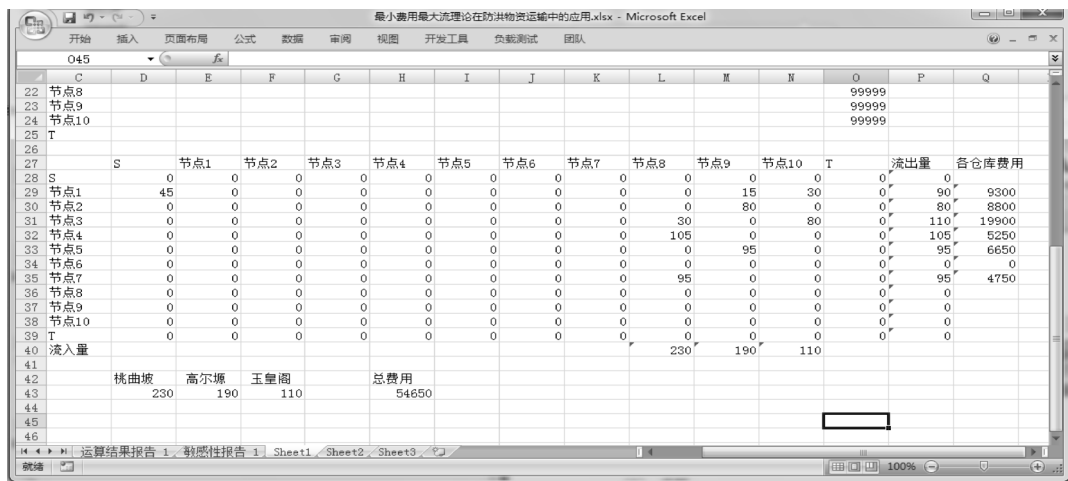 最小费用最大流理论在防洪物资运输中的应用.xlsx - Microsoft Excel
开始 插入 页面布局 公式 数据 审阅 视图 开发工具 负载测试 团队
O45 fx
C D E F G H I J K L M N O P Q
22 节点8 99999
23 节点9 99999
24 节点10 99999
25 T
26
27 S 节点1 节点2 节点3 节点4 节点5 节点6 节点7 节点8 节点9 节点10 T 流出量 各仓库费用
28 S 0 0 0 0 0 0 0 0 0 0 0 0 0
29 节点1 45 0 0 0 0 0 0 0 0 15 30 0 90 9300
30 节点2 0 0 0 0 0 0 0 0 0 80 0 0 80 8800
31 节点3 0 0 0 0 0 0 0 0 30 0 80 0 110 19900
32 节点4 0 0 0 0 0 0 0 0 105 0 0 0 105 5250
33 节点5 0 0 0 0 0 0 0 0 0 95 0 0 95 6650
34 节点6 0 0 0 0 0 0 0 0 0 0 0 0 0 0
35 节点7 0 0 0 0 0 0 0 0 95 0 0 0 95 4750
36 节点8 0 0 0 0 0 0 0 0 0 0 0 0 0
37 节点9 0 0 0 0 0 0 0 0 0 0 0 0 0
38 节点10 0 0 0 0 0 0 0 0 0 0 0 0 0
39 T 0 0 0 0 0 0 0 0 0 0 0 0 0
40 流入量 230 190 110
41
42 桃曲坡 高尔塬 玉皇阁 总费用
43 230 190 110 54650
44
45
46
运算结果报告 1 敏感性报告 1 Sheet1 Sheet2 Sheet3
就绪 100%